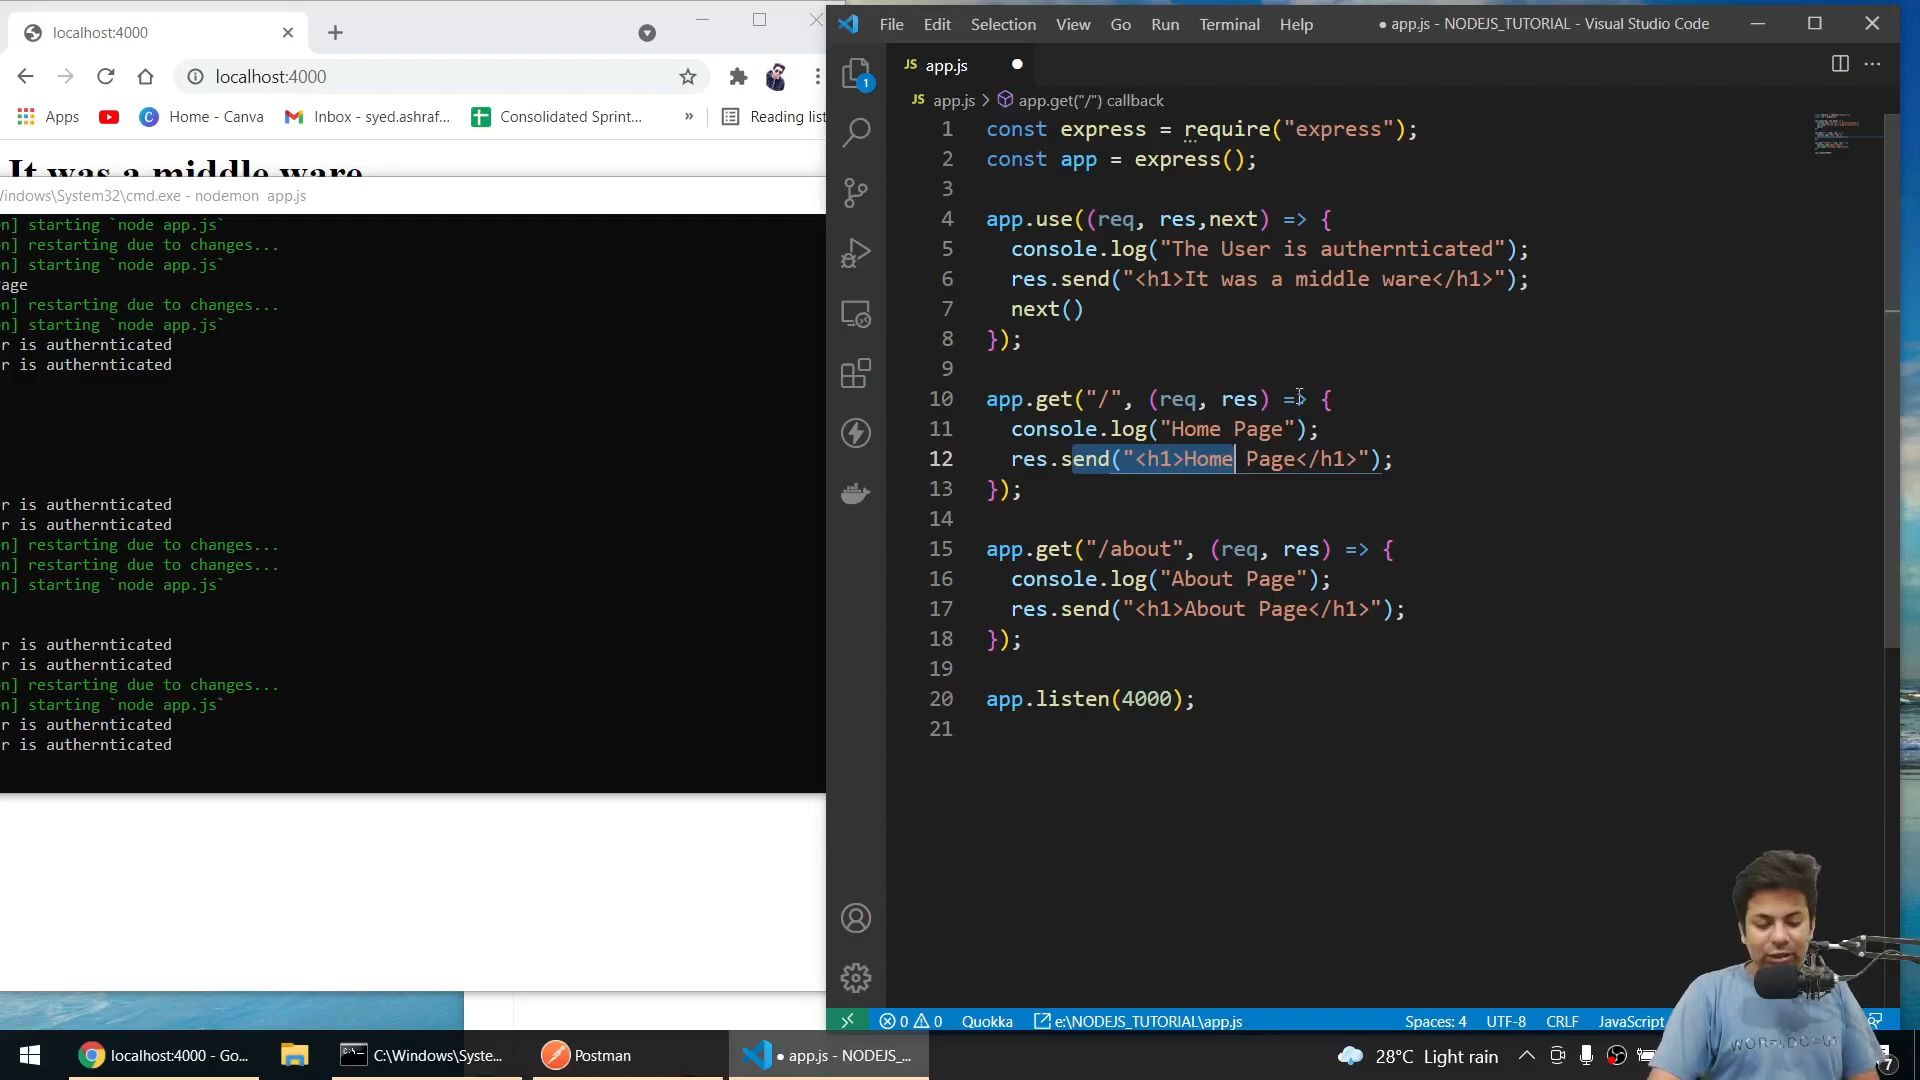 localhost:4000
localhost:4000
Apps
Home - Canva
Inbox - syed.ashraf...
Consolidated Sprint...
»
Reading list
It was a middle ware
Windows\System32\cmd.exe - nodemon app.js
n] starting `node app.js`
n] restarting due to changes...
n] starting `node app.js`
age
n] restarting due to changes...
n] starting `node app.js`
r is authernticated
r is authernticated
r is authernticated
r is authernticated
n] restarting due to changes...
n] restarting due to changes...
n] starting `node app.js`
r is authernticated
r is authernticated
n] restarting due to changes...
n] starting `node app.js`
r is authernticated
r is authernticated
File Edit Selection View Go Run Terminal Help
● app.js - NODEJS_TUTORIAL - Visual Studio Code
JS app.js
1
JS app.js > app.get("/") callback
1 const express = require("express");
2 const app = express();
3
4 app.use((req, res,next) => {
5 console.log("The User is authernticated");
6 res.send("<h1>It was a middle ware</h1>");
7 next()
8 });
9
10 app.get("/", (req, res) => {
11 console.log("Home Page");
12 res.send("<h1>Home Page</h1>");
13 });
14
15 app.get("/about", (req, res) => {
16 console.log("About Page");
17 res.send("<h1>About Page</h1>");
18 });
19
20 app.listen(4000);
21
0 0 Quokka e:\NODEJS_TUTORIAL\app.js
Spaces: 4 UTF-8 CRLF JavaScript
localhost:4000 - Go...
C:\Windows\Syste...
Postman
● app.js - NODEJS_...
28°C Light rain
7